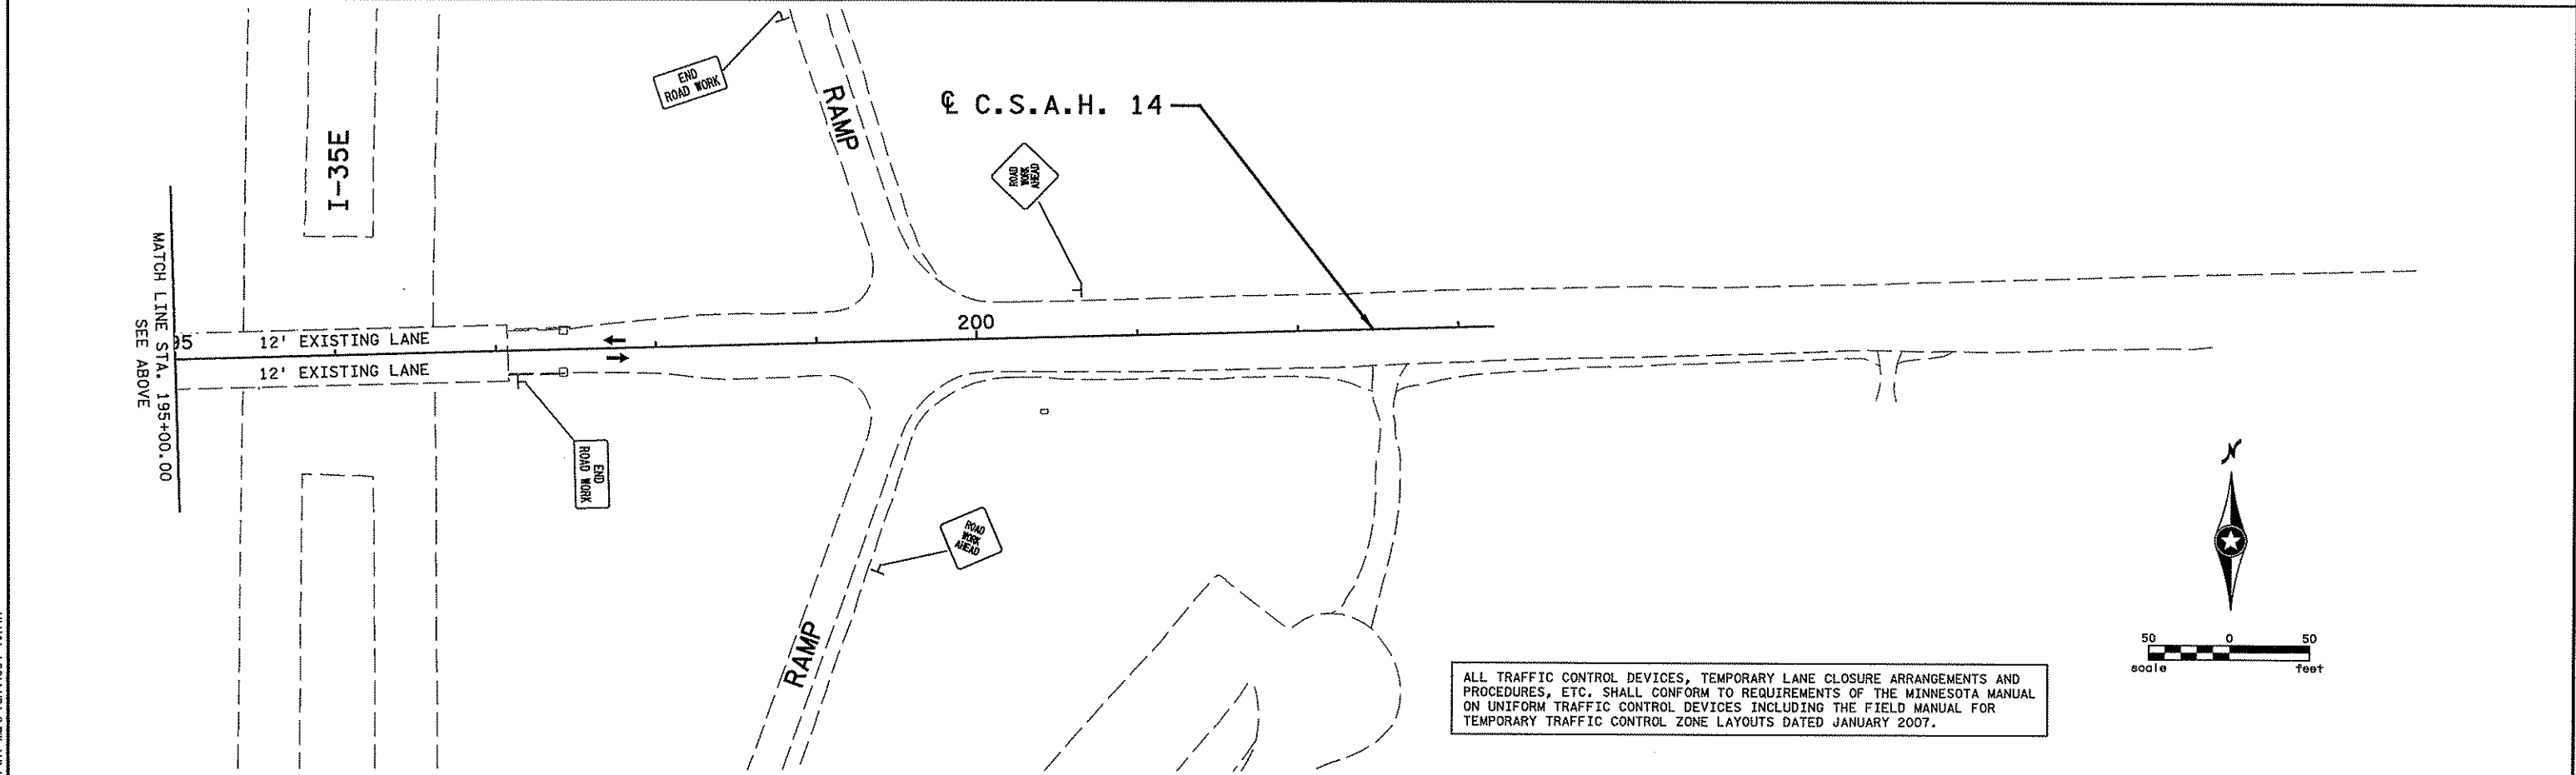 END
ROAD WORK
RAMP
℄ C.S.A.H. 14
I-35E
ROAD
WORK
AHEAD
MATCH LINE STA. 195+00.00
SEE ABOVE
95
12' EXISTING LANE
12' EXISTING LANE
200
END
ROAD WORK
ROAD
WORK
AHEAD
RAMP
N
50 0 50
scale feet
ALL TRAFFIC CONTROL DEVICES, TEMPORARY LANE CLOSURE ARRANGEMENTS AND
PROCEDURES, ETC. SHALL CONFORM TO REQUIREMENTS OF THE MINNESOTA MANUAL
ON UNIFORM TRAFFIC CONTROL DEVICES INCLUDING THE FIELD MANUAL FOR
TEMPORARY TRAFFIC CONTROL ZONE LAYOUTS DATED JANUARY 2007.